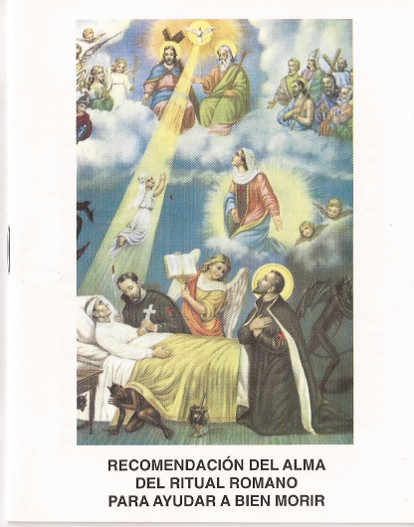 RECOMENDACIÓN DEL ALMA
DEL RITUAL ROMANO
PARA AYUDAR A BIEN MORIR